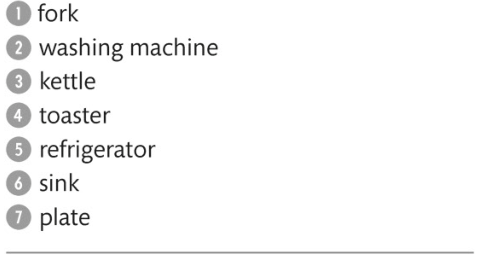 1 fork
2 washing machine
3 kettle
4 toaster
5 refrigerator
6 sink
7 plate